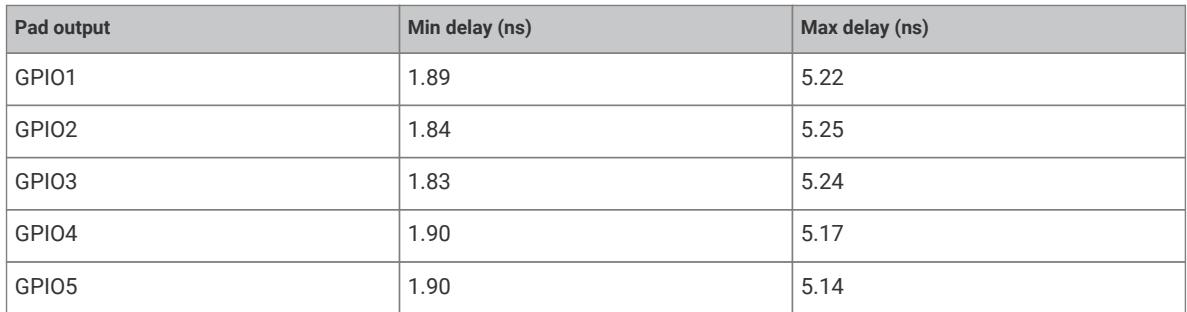 Pad output Min delay (ns) Max delay (ns)
GPIO1 1.89 5.22
GPIO2 1.84 5.25
GPIO3 1.83 5.24
GPIO4 1.90 5.17
GPIO5 1.90 5.14